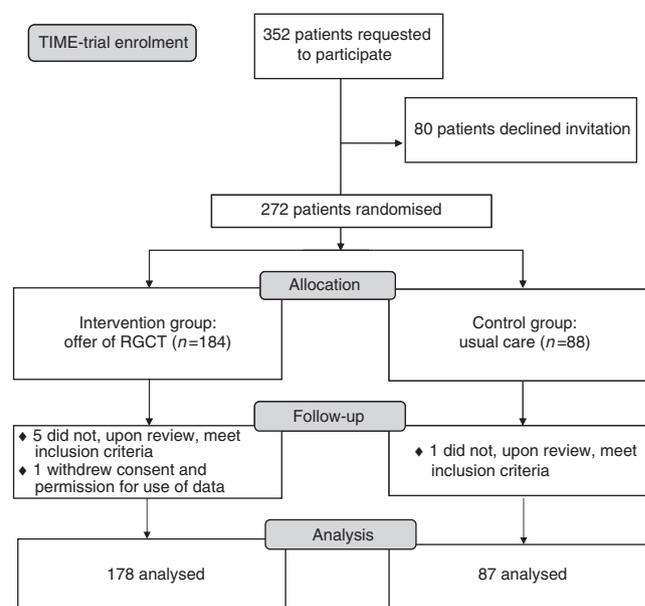 TIME-trial enrolment
352 patients requested
to participate
80 patients declined invitation
272 patients randomised
Allocation
Intervention group:
offer of RGCT (n=184)
Control group:
usual care (n=88)
Follow-up
♦ 5 did not, upon review, meet
inclusion criteria
♦ 1 withdrew consent and
permission for use of data
♦ 1 did not, upon review, meet
inclusion criteria
Analysis
178 analysed
87 analysed